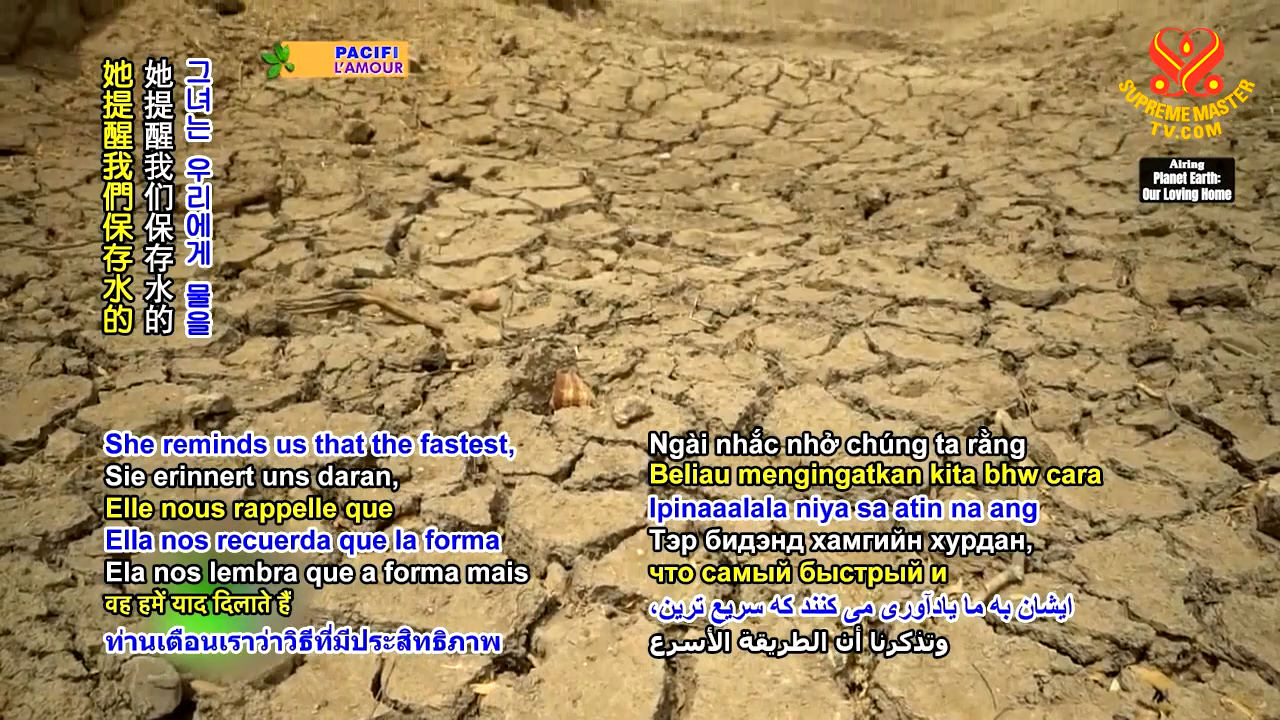 PACIFI
L'AMOUR
SUPREME MASTER
TV.COM
Airing
Planet Earth:
Our Loving Home
她提醒我們保存水的
她提醒我们保存水的
그녀는 우리에게 물을
She reminds us that the fastest,
Sie erinnert uns daran,
Elle nous rappelle que
Ella nos recuerda que la forma
Ela nos lembra que a forma mais
वह हमें याद दिलाते हैं
ท่านเตือนเราว่าวิธีที่มีประสิทธิภาพ
Ngài nhắc nhở chúng ta rằng
Beliau mengingatkan kita bhw cara
Ipinaaalala niya sa atin na ang
Тэр бидэнд хамгийн хурдан,
что самый быстрый и
ایشان به ما یادآوری می کنند که سریع ترین،
وتذكرنا أن الطريقة الأسرع